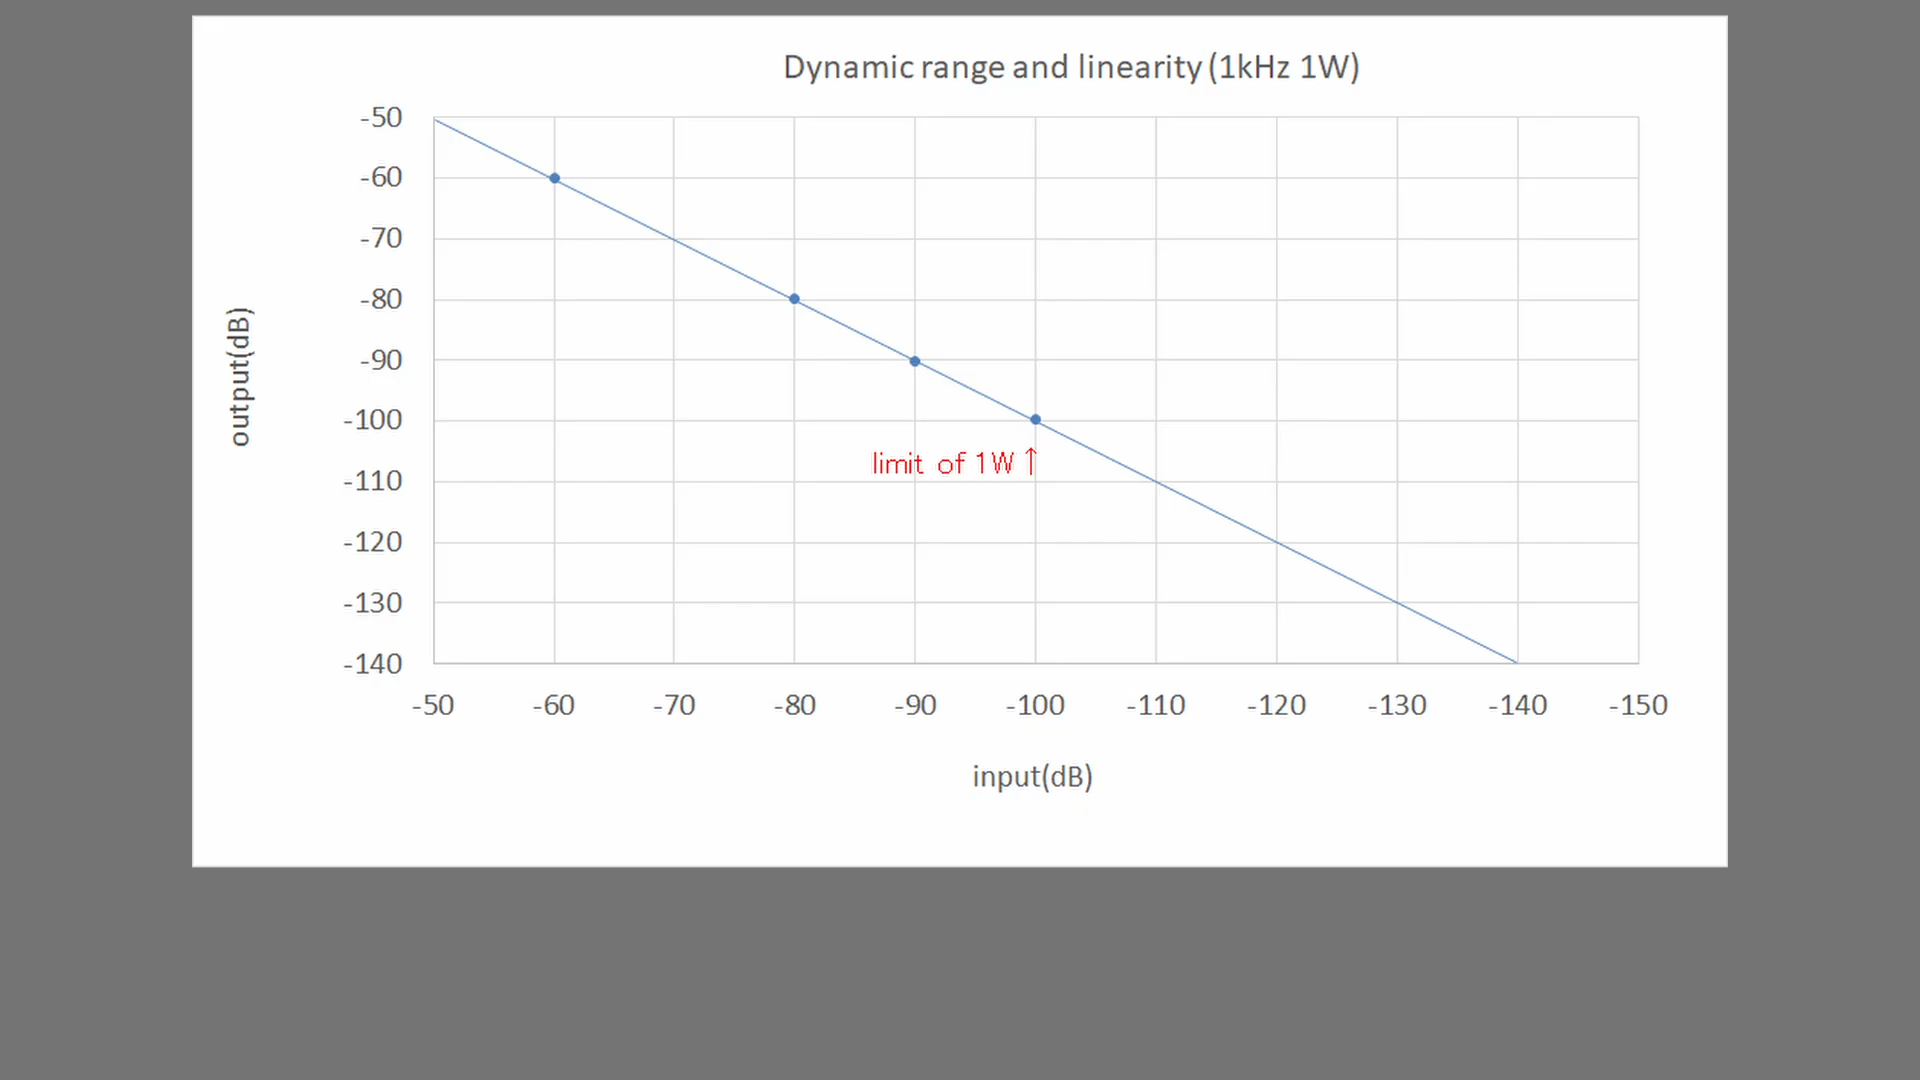 Dynamic range and linearity (1kHz 1W)
-50
-60
-70
-80
-90
-100
-110
-120
-130
-140
output(dB)
limit of 1W ↑
-50 -60 -70 -80 -90 -100 -110 -120 -130 -140 -150
input(dB)